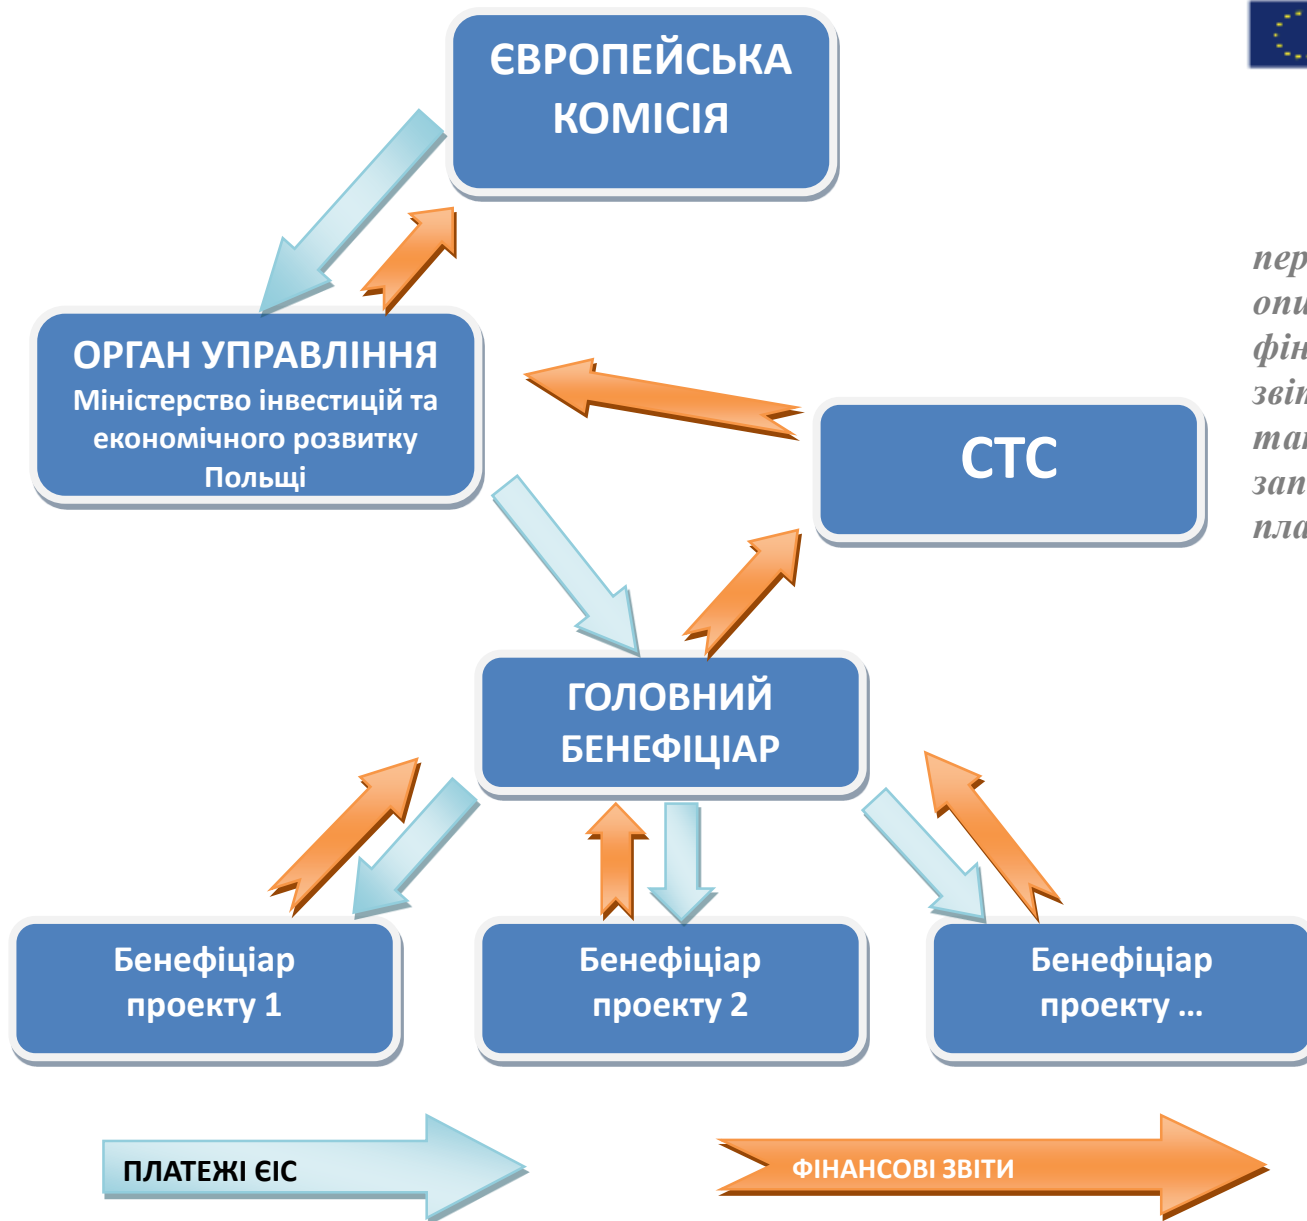 ЄВРОПЕЙСЬКА
КОМІСІЯ
ОРГАН УПРАВЛІННЯ
Міністерство інвестицій та
економічного розвитку
Польщі
СТС
ГОЛОВНИЙ
БЕНЕФІЦІАР
Бенефіціар
проекту 1
Бенефіціар
проекту 2
Бенефіціар
проекту ...
ПЛАТЕЖІ ЄІС
ФІНАНСОВІ ЗВІТИ